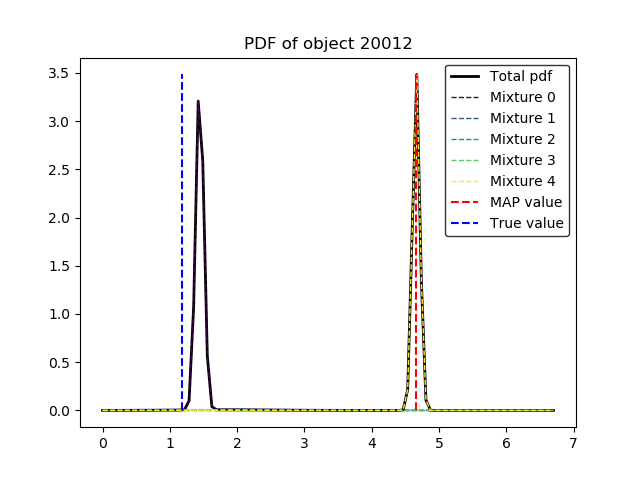 PDF of object 20012
3.5
3.0
2.5
2.0
1.5
1.0
0.5
0.0
0 1 2 3 4 5 6 7
Total pdf
Mixture 0
Mixture 1
Mixture 2
Mixture 3
Mixture 4
MAP value
True value